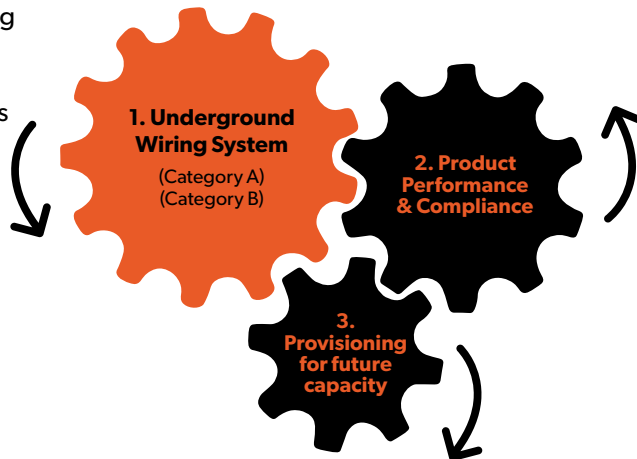 g
s
1. Underground
Wiring System
(Category A)
(Category B)
2. Product
Performance
& Compliance
3.
Provisioning
for future
capacity